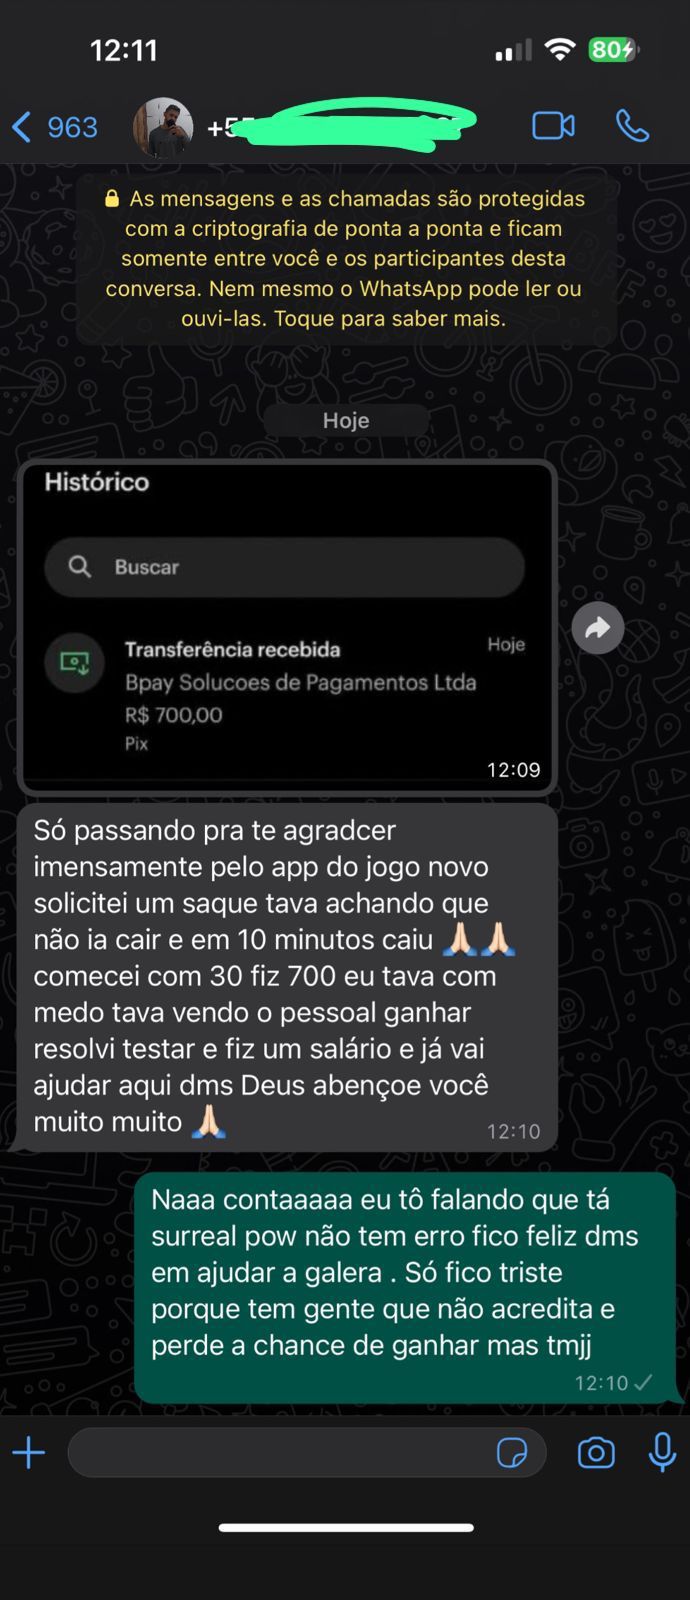 12:11
80
963
+55
As mensagens e as chamadas são protegidas
com a criptografia de ponta a ponta e ficam
somente entre você e os participantes desta
conversa. Nem mesmo o WhatsApp pode ler ou
ouvi-las. Toque para saber mais.
Hoje
Histórico
Buscar
Transferência recebida Hoje
Bpay Solucoes de Pagamentos Ltda
R$ 700,00
Pix
12:09
Só passando pra te agradcer
imensamente pelo app do jogo novo
solicitei um saque tava achando que
não ia cair e em 10 minutos caiu 🙏🏻🙏🏻
comecei com 30 fiz 700 eu tava com
medo tava vendo o pessoal ganhar
resolvi testar e fiz um salário e já vai
ajudar aqui dms Deus abençoe você
muito muito 🙏🏻
12:10
Naaa contaaaaa eu tô falando que tá
surreal pow não tem erro fico feliz dms
em ajudar a galera . Só fico triste
porque tem gente que não acredita e
perde a chance de ganhar mas tmjj
12:10